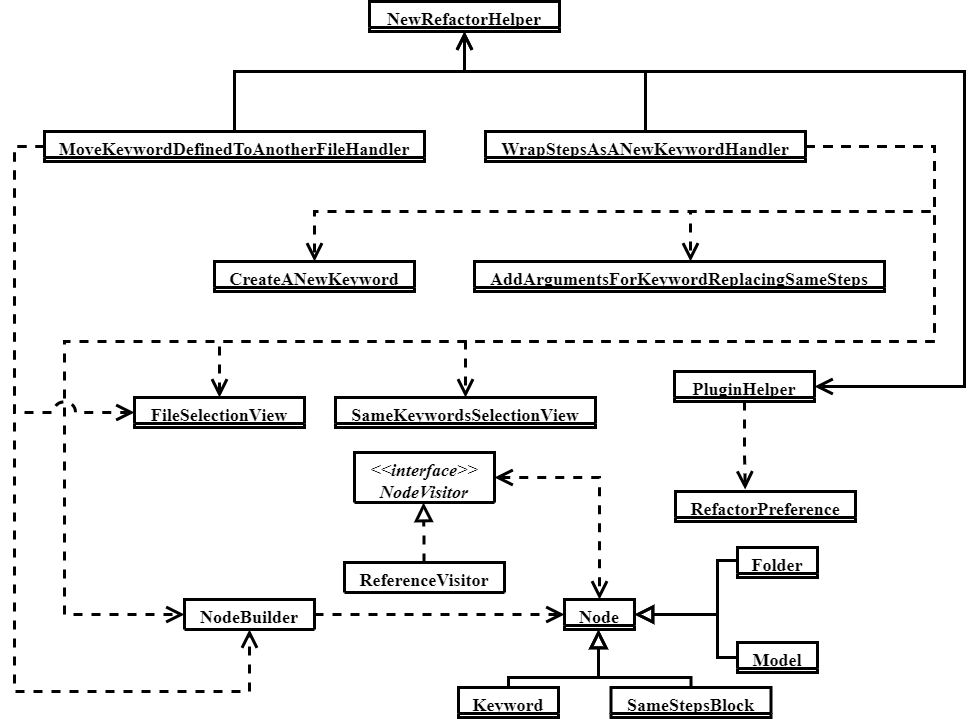 NewRefactorHelper
MoveKeywordDefinedToAnotherFileHandler
WrapStepsAsANewKeywordHandler
CreateANewKeyword
AddArgumentsForKeywordReplacingSameSteps
PluginHelper
FileSelectionView
SameKeywordsSelectionView
<<interface>>
NodeVisitor
RefactorPreference
ReferenceVisitor
Folder
NodeBuilder
Node
Model
Keyword
SameStepsBlock